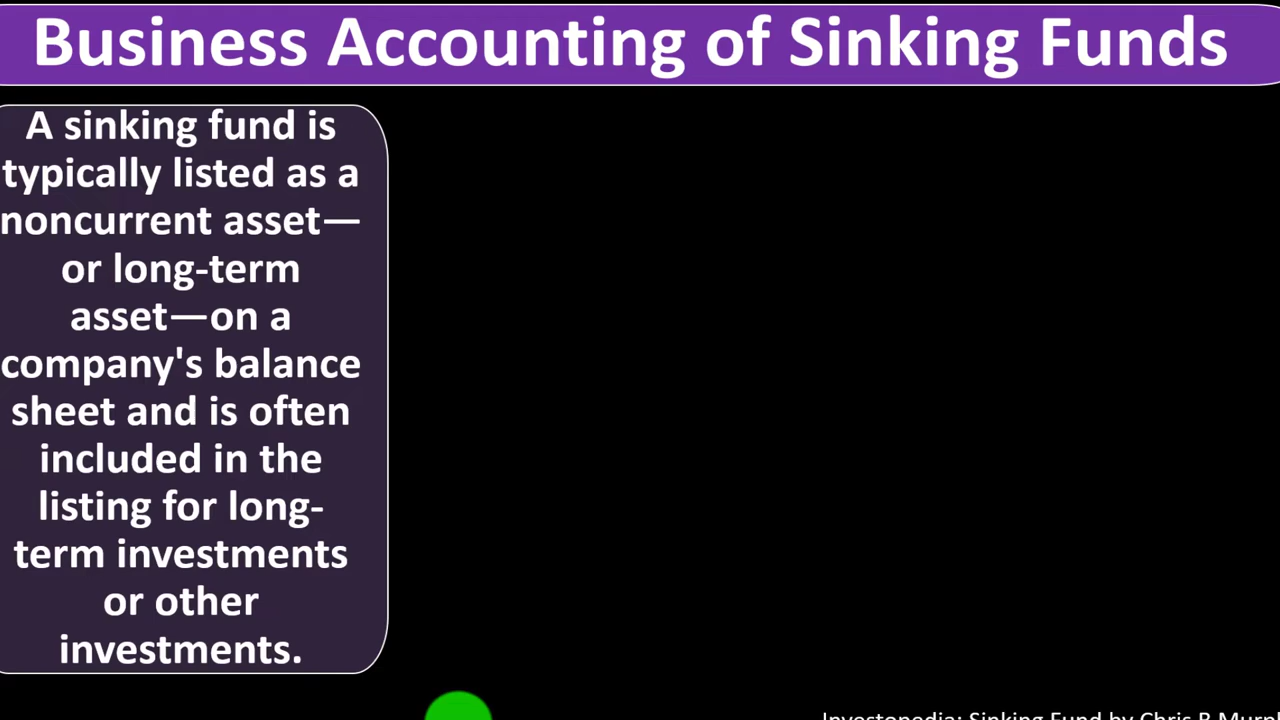 Business Accounting of Sinking Funds
A sinking fund is
typically listed as a
noncurrent asset—
or long-term
asset—on a
company's balance
sheet and is often
included in the
listing for long-
term investments
or other
investments.
Investopedia: Sinking Fund by Chris B Murph